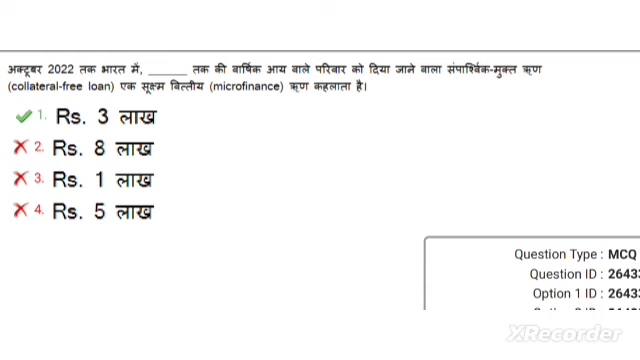 अक्टूबर 2022 तक भारत में, ______ तक की वार्षिक आय वाले परिवार को दिया जाने वाला संपार्श्विक-मुक्त ऋण
(collateral-free loan) एक सूक्ष्म वित्तीय (microfinance) ऋण कहलाता है।
1. Rs. 3 लाख
2. Rs. 8 लाख
3. Rs. 1 लाख
4. Rs. 5 लाख
Question Type : MCQ
Question ID : 2643
Option 1 ID : 2643
XRecorder